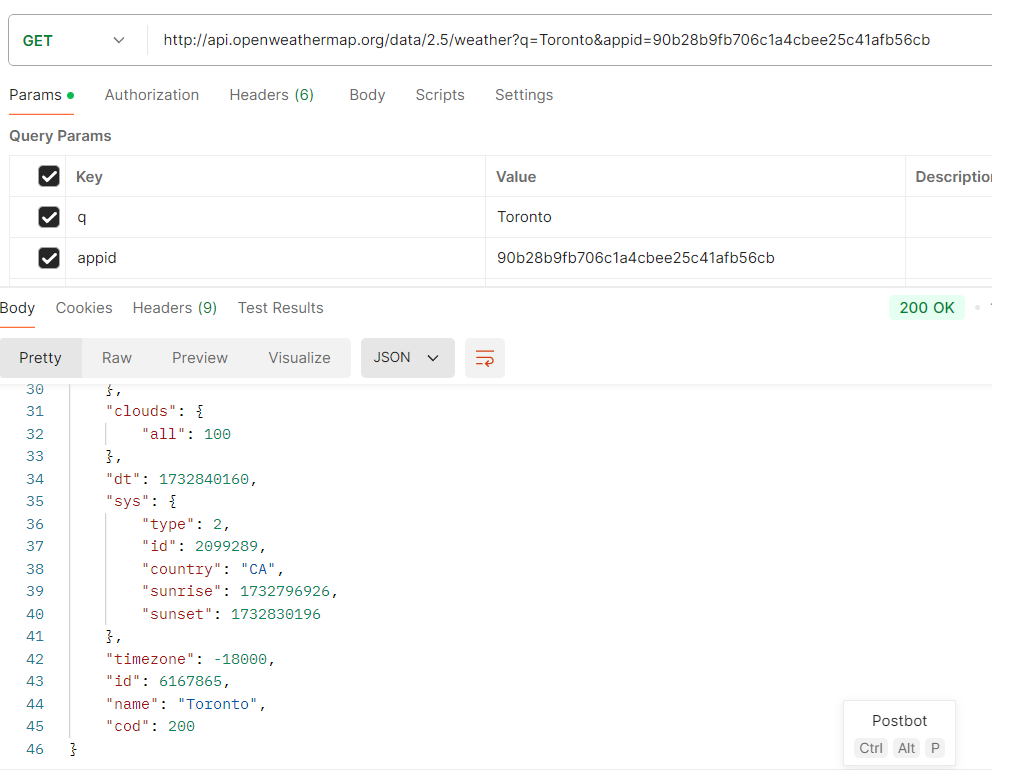 GET http://api.openweathermap.org/data/2.5/weather?q=Toronto&appid=90b28b9fb706c1a4cbee25c41afb56cb
Params Authorization Headers (6) Body Scripts Settings
Query Params
Key Value Description
q Toronto
appid 90b28b9fb706c1a4cbee25c41afb56cb
Body Cookies Headers (9) Test Results 200 OK
Pretty Raw Preview Visualize JSON
30 },
31 "clouds": {
32 "all": 100
33 },
34 "dt": 1732840160,
35 "sys": {
36 "type": 2,
37 "id": 2099289,
38 "country": "CA",
39 "sunrise": 1732796926,
40 "sunset": 1732830196
41 },
42 "timezone": -18000,
43 "id": 6167865,
44 "name": "Toronto",
45 "cod": 200
46 }
Postbot
Ctrl Alt P